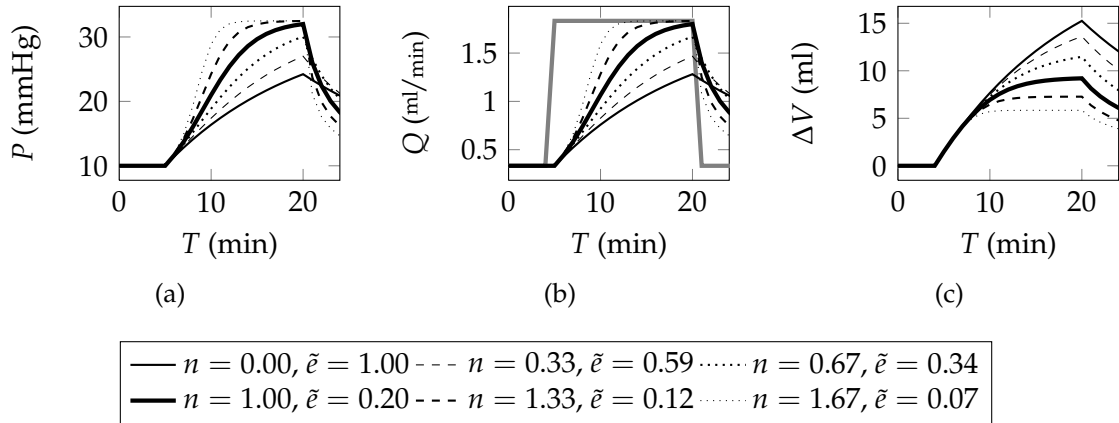 P (mmHg)
30
20
10
0 10 20
T (min)
(a)
Q (ml/min)
1.5
1
0.5
0 10 20
T (min)
(b)
ΔV (ml)
15
10
5
0
0 10 20
T (min)
(c)
n = 0.00, ẽ = 1.00 n = 0.33, ẽ = 0.59 n = 0.67, ẽ = 0.34
n = 1.00, ẽ = 0.20 n = 1.33, ẽ = 0.12 n = 1.67, ẽ = 0.07